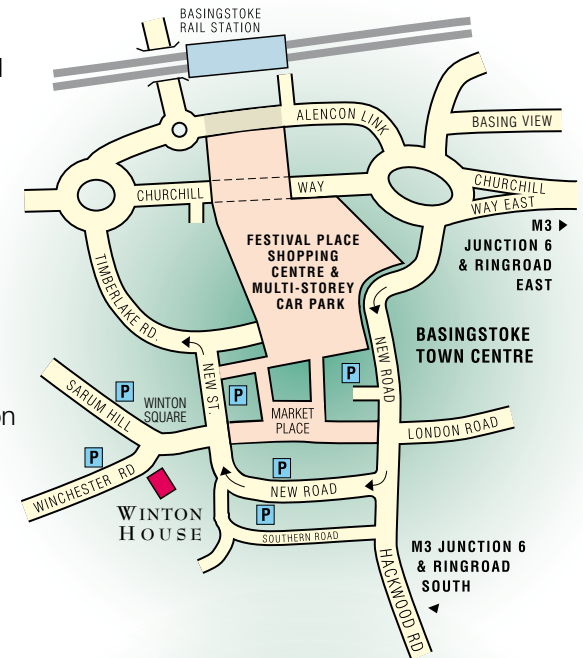 BASINGSTOKE
RAIL STATION
ALENCON LINK
BASING VIEW
CHURCHILL
WAY
CHURCHILL
WAY EAST
M3
JUNCTION 6
& RINGROAD
EAST
FESTIVAL PLACE
SHOPPING
CENTRE &
MULTI-STOREY
CAR PARK
TIMBERLAKE RD.
BASINGSTOKE
TOWN CENTRE
NEW ROAD
P
NEW ST.
P
P
SARUM HILL
WINTON
SQUARE
MARKET
PLACE
on
LONDON ROAD
P
WINCHESTER RD
P
NEW ROAD
WINTON
HOUSE
P
SOUTHERN ROAD
M3 JUNCTION 6
& RINGROAD
SOUTH
HACKWOOD RD